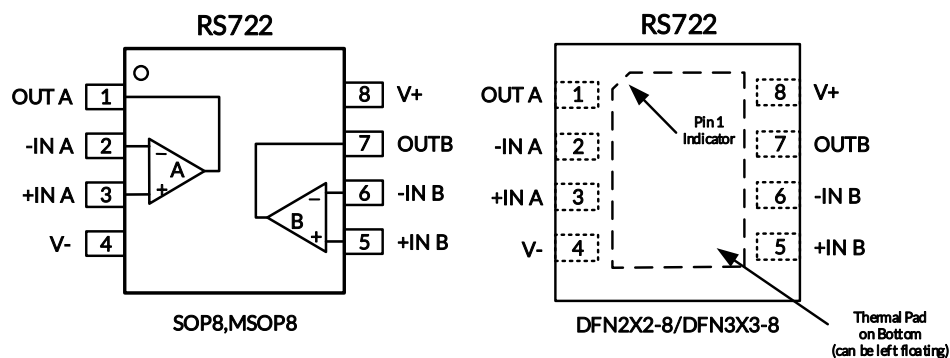 RS722
OUT A 1
-IN A 2
+IN A 3
V- 4
8 V+
7 OUTB
6 -IN B
5 +IN B
− A +
− B +
SOP8,MSOP8
RS722
OUT A 1
-IN A 2
+IN A 3
V- 4
Pin 1
Indicator
8 V+
7 OUTB
6 -IN B
5 +IN B
DFN2X2-8/DFN3X3-8
Thermal Pad
on Bottom
(can be left floating)